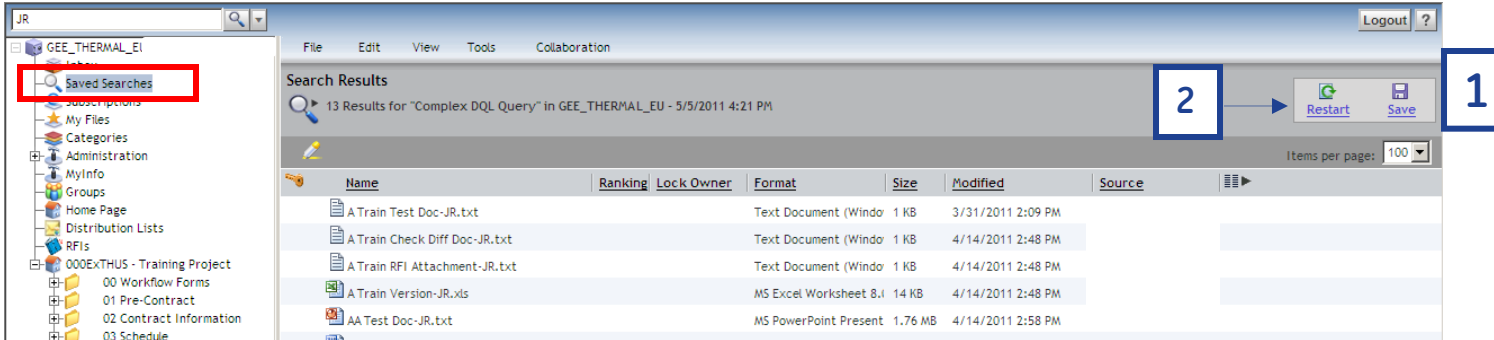 JR
Logout ?
GEE_THERMAL_EU
Inbox
Saved Searches
Subscriptions
My Files
Categories
Administration
MyInfo
Groups
Home Page
Distribution Lists
RFIs
000ExTHUS - Training Project
00 Workflow Forms
01 Pre-Contract
02 Contract Information
03 Schedule
File Edit View Tools Collaboration
Search Results
13 Results for "Complex DQL Query" in GEE_THERMAL_EU - 5/5/2011 4:21 PM
2
Restart Save
1
Items per page: 100
Name Ranking Lock Owner Format Size Modified Source
A Train Test Doc-JR.txt Text Document (Windo 1 KB 3/31/2011 2:09 PM
A Train Check Diff Doc-JR.txt Text Document (Windo 1 KB 4/14/2011 2:48 PM
A Train RFI Attachment-JR.txt Text Document (Windo 1 KB 4/14/2011 2:48 PM
A Train Version-JR.xls MS Excel Worksheet 8.( 14 KB 4/14/2011 2:48 PM
AA Test Doc-JR.txt MS PowerPoint Present 1.76 MB 4/14/2011 2:58 PM